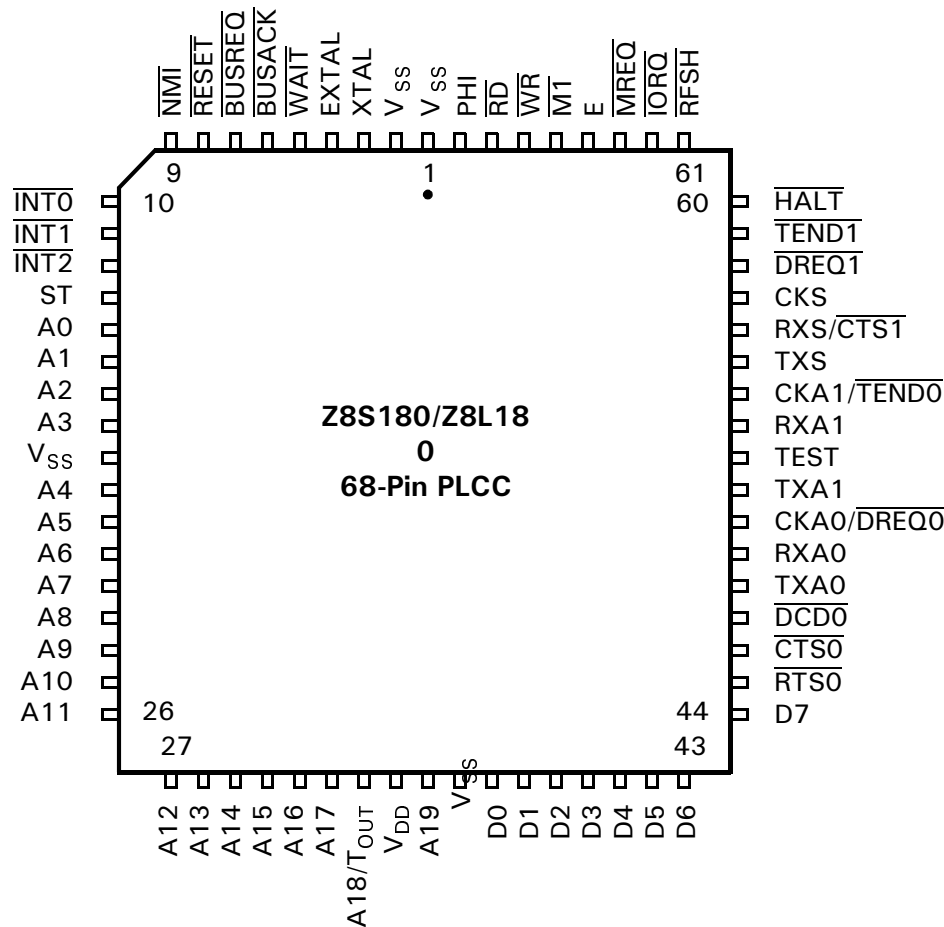 NMI
RESET
BUSREQ
BUSACK
WAIT
EXTAL
XTAL
VSS
VSS
PHI
RD
WR
M1
E
MREQ
IORQ
RFSH
9
1
61
10
60
INT0
INT1
INT2
ST
A0
A1
A2
A3
VSS
A4
A5
A6
A7
A8
A9
A10
A11
Z8S180/Z8L18
0
68-Pin PLCC
HALT
TEND1
DREQ1
CKS
RXS/CTS1
TXS
CKA1/TEND0
RXA1
TEST
TXA1
CKA0/DREQ0
RXA0
TXA0
DCD0
CTS0
RTS0
D7
26
44
27
43
A12
A13
A14
A15
A16
A17
A18/TOUT
VDD
A19
VSS
D0
D1
D2
D3
D4
D5
D6